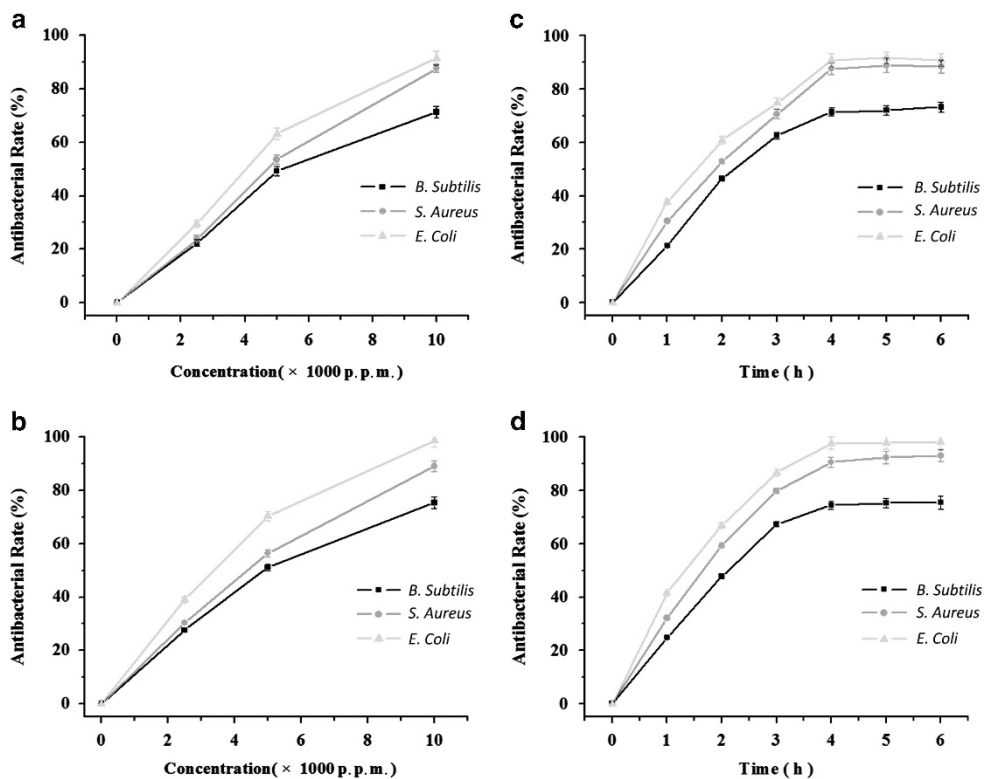 a
100
80
60
40
20
0
Antibacterial Rate (%)
B. Subtilis
S. Aureus
E. Coli
0 2 4 6 8 10
Concentration( × 1000 p.p.m.)
c
100
80
60
40
20
0
Antibacterial Rate (%)
B. Subtilis
S. Aureus
E. Coli
0 1 2 3 4 5 6
Time ( h )
b
100
80
60
40
20
0
Antibacterial Rate (%)
B. Subtilis
S. Aureus
E. Coli
0 2 4 6 8 10
Concentration( × 1000 p.p.m.)
d
100
80
60
40
20
0
Antibacterial Rate (%)
B. Subtilis
S. Aureus
E. Coli
0 1 2 3 4 5 6
Time ( h )